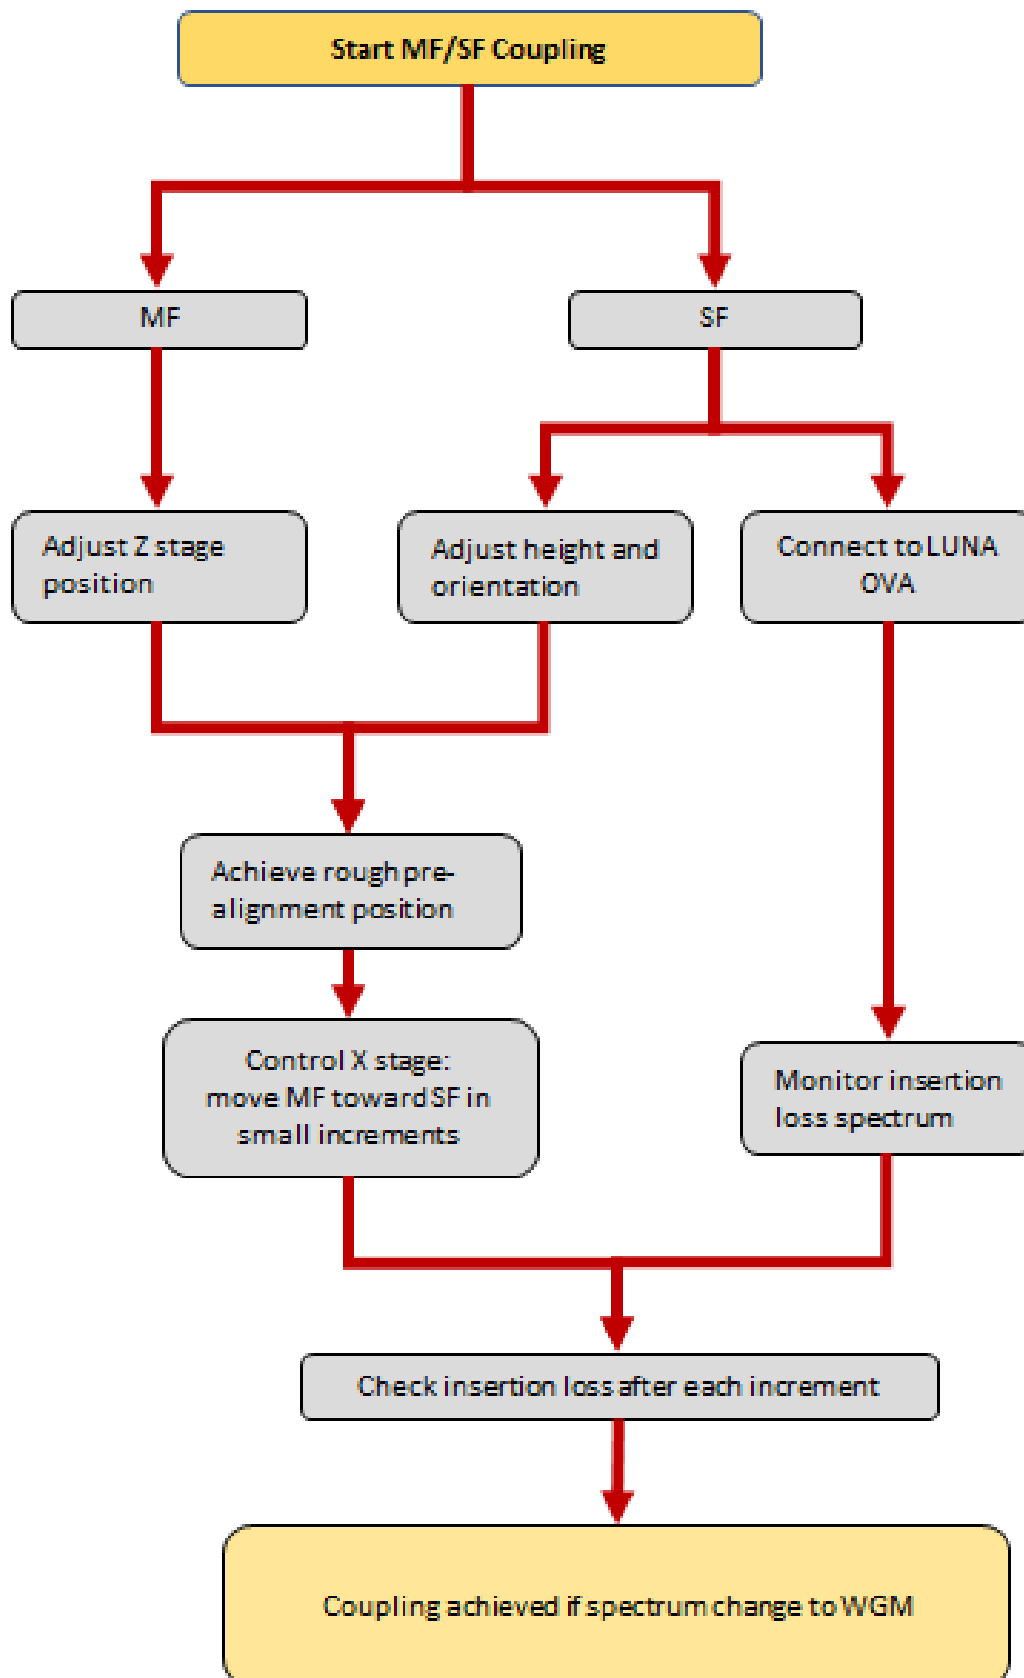 Start MF/SF Coupling
MF
SF
Adjust Z stage
position
Adjust height and
orientation
Connect to LUNA
OVA
Achieve rough pre-
alignment position
Control X stage:
move MF toward SF in
small increments
Monitor insertion
loss spectrum
Check insertion loss after each increment
Coupling achieved if spectrum change to WGM